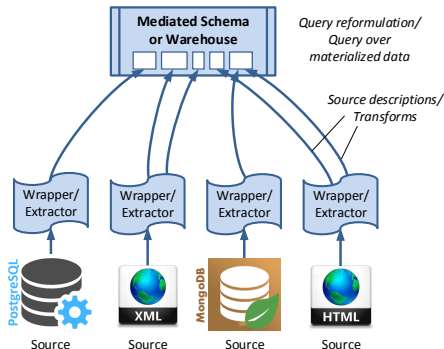 Mediated Schema
or Warehouse
Query reformulation/
Query over
materialized data
Source descriptions/
Transforms
Wrapper/
Extractor
Wrapper/
Extractor
Wrapper/
Extractor
Wrapper/
Extractor
PostgreSQL
XML
MongoDB
HTML
Source
Source
Source
Source